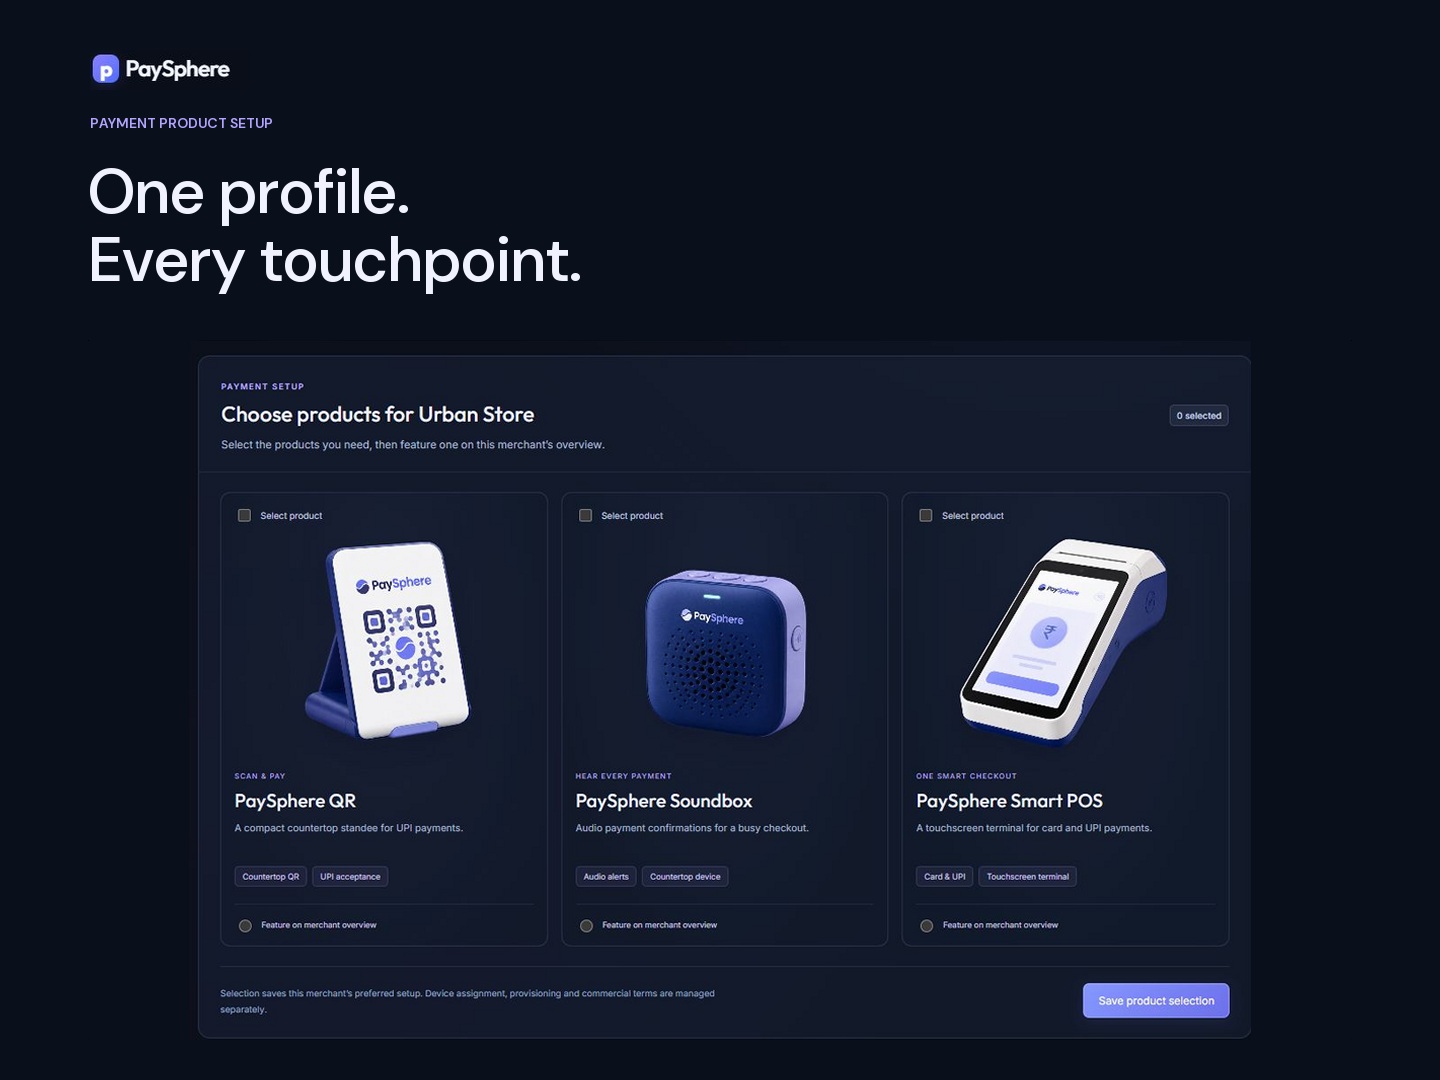 p PaySphere
PAYMENT PRODUCT SETUP
One profile.
Every touchpoint.
PAYMENT SETUP
Choose products for Urban Store
0 selected
Select the products you need, then feature one on this merchant's overview.
Select product
PaySphere
SCAN & PAY
PaySphere QR
A compact countertop standee for UPI payments.
Countertop QR
UPI acceptance
Feature on merchant overview
Select product
PaySphere
HEAR EVERY PAYMENT
PaySphere Soundbox
Audio payment confirmations for a busy checkout.
Audio alerts
Countertop device
Feature on merchant overview
Select product
PaySphere
₹
ONE SMART CHECKOUT
PaySphere Smart POS
A touchscreen terminal for card and UPI payments.
Card & UPI
Touchscreen terminal
Feature on merchant overview
Selection saves this merchant's preferred setup. Device assignment, provisioning and commercial terms are managed
separately.
Save product selection